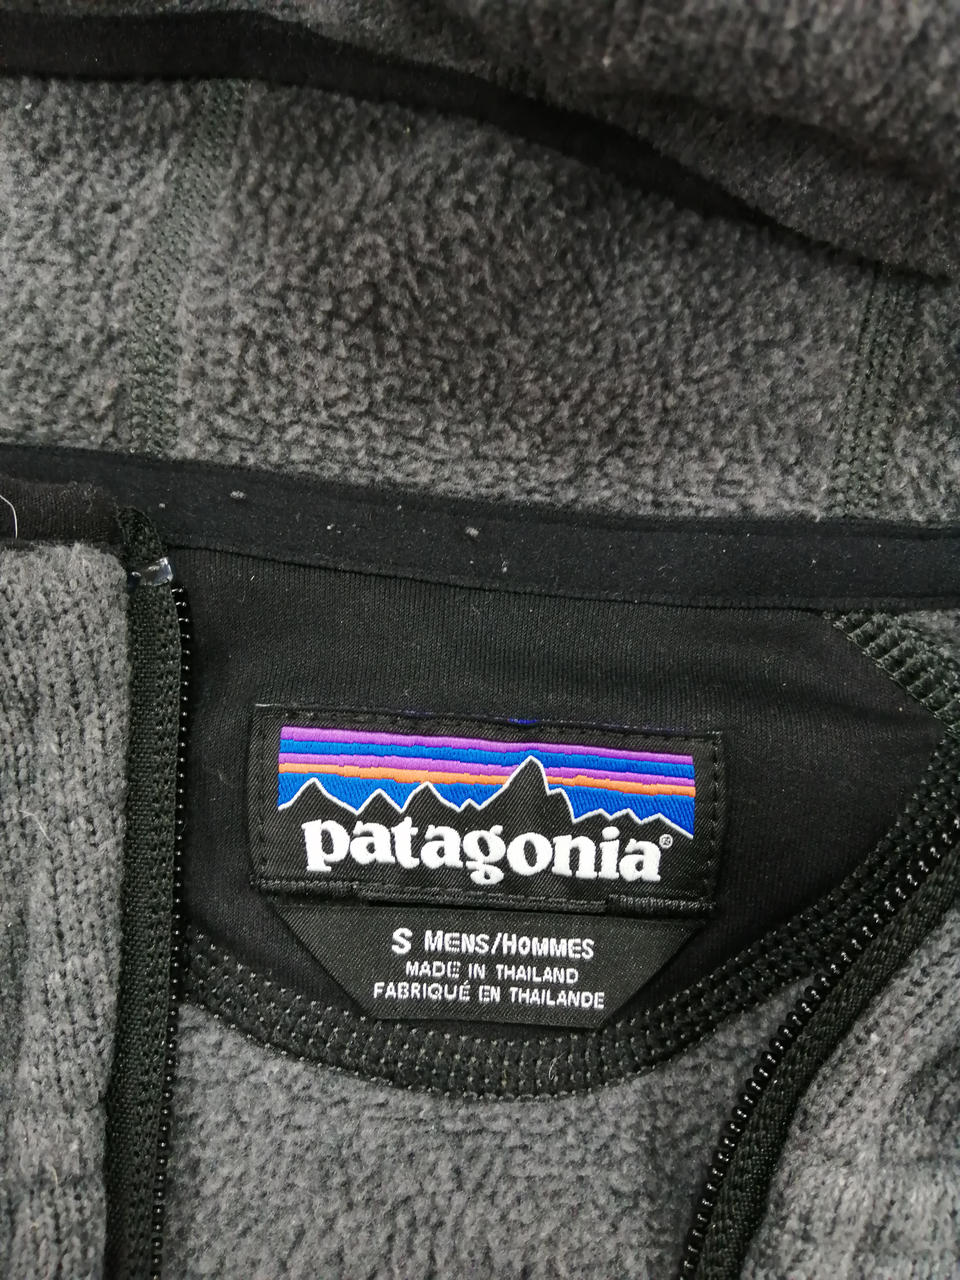 patagonia®
S MENS/HOMMES
MADE IN THAILAND
FABRIQUÉ EN THAILANDE